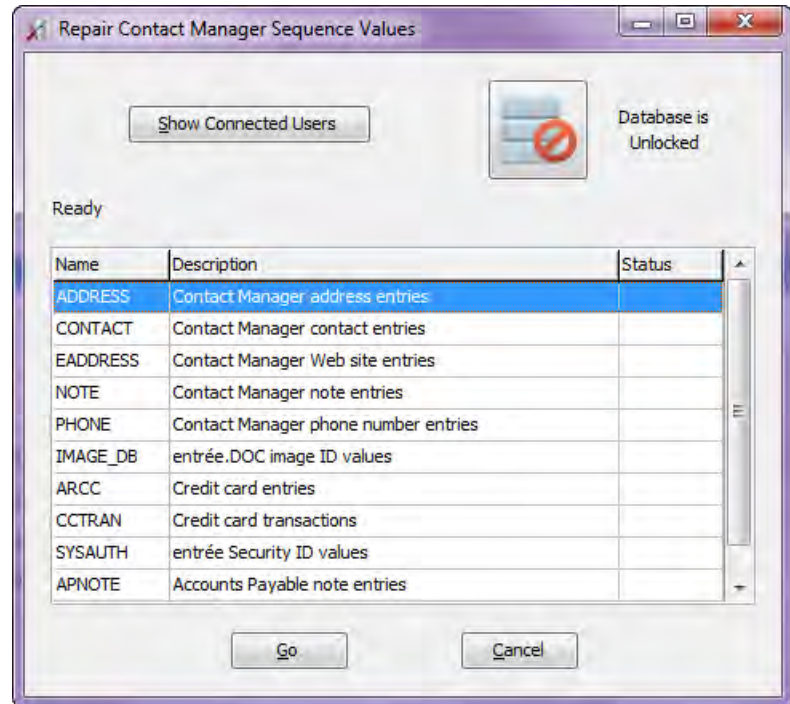 Repair Contact Manager Sequence Values
Show Connected Users
Database is
Unlocked
Ready
Name Description Status
ADDRESS Contact Manager address entries
CONTACT Contact Manager contact entries
EADDRESS Contact Manager Web site entries
NOTE Contact Manager note entries
PHONE Contact Manager phone number entries
IMAGE_DB entrée.DOC image ID values
ARCC Credit card entries
CCTRAN Credit card transactions
SYSAUTH entrée Security ID values
APNOTE Accounts Payable note entries
Go Cancel